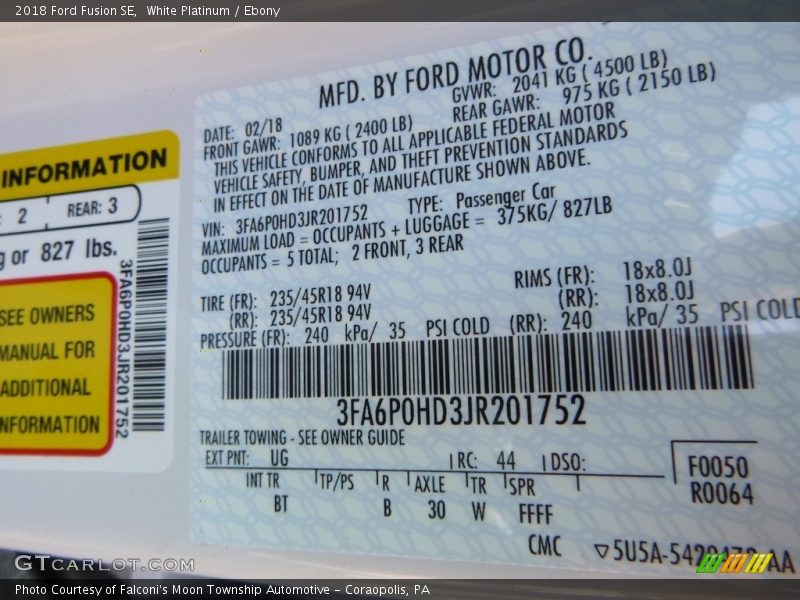 2018 Ford Fusion SE, White Platinum / Ebony
INFORMATION
: 2 REAR: 3
g or 827 lbs.
SEE OWNERS
MANUAL FOR
ADDITIONAL
INFORMATION
3FA6P0HD3JR201752
MFD. BY FORD MOTOR CO.
DATE: 02/18 GVWR: 2041 KG ( 4500 LB)
FRONT GAWR: 1089 KG ( 2400 LB) REAR GAWR: 975 KG ( 2150 LB)
THIS VEHICLE CONFORMS TO ALL APPLICABLE FEDERAL MOTOR
VEHICLE SAFETY, BUMPER, AND THEFT PREVENTION STANDARDS
IN EFFECT ON THE DATE OF MANUFACTURE SHOWN ABOVE.
VIN: 3FA6P0HD3JR201752 TYPE: Passenger Car
MAXIMUM LOAD = OCCUPANTS + LUGGAGE = 375KG/ 827LB
OCCUPANTS = 5 TOTAL; 2 FRONT, 3 REAR
TIRE (FR): 235/45R18 94V RIMS (FR): 18x8.0J
(RR): 235/45R18 94V (RR): 18x8.0J
PRESSURE (FR): 240 kPa/ 35 PSI COLD (RR): 240 kPa/ 35 PSI COLD
3FA6P0HD3JR201752
TRAILER TOWING - SEE OWNER GUIDE
EXT PNT: UG RC: 44 DSO:
F0050
R0064
INT TR TP/PS R AXLE TR SPR
BT B 30 W FFFF
CMC
GTCARLOT.COM
Photo Courtesy of Falconi's Moon Township Automotive – Coraopolis, PA